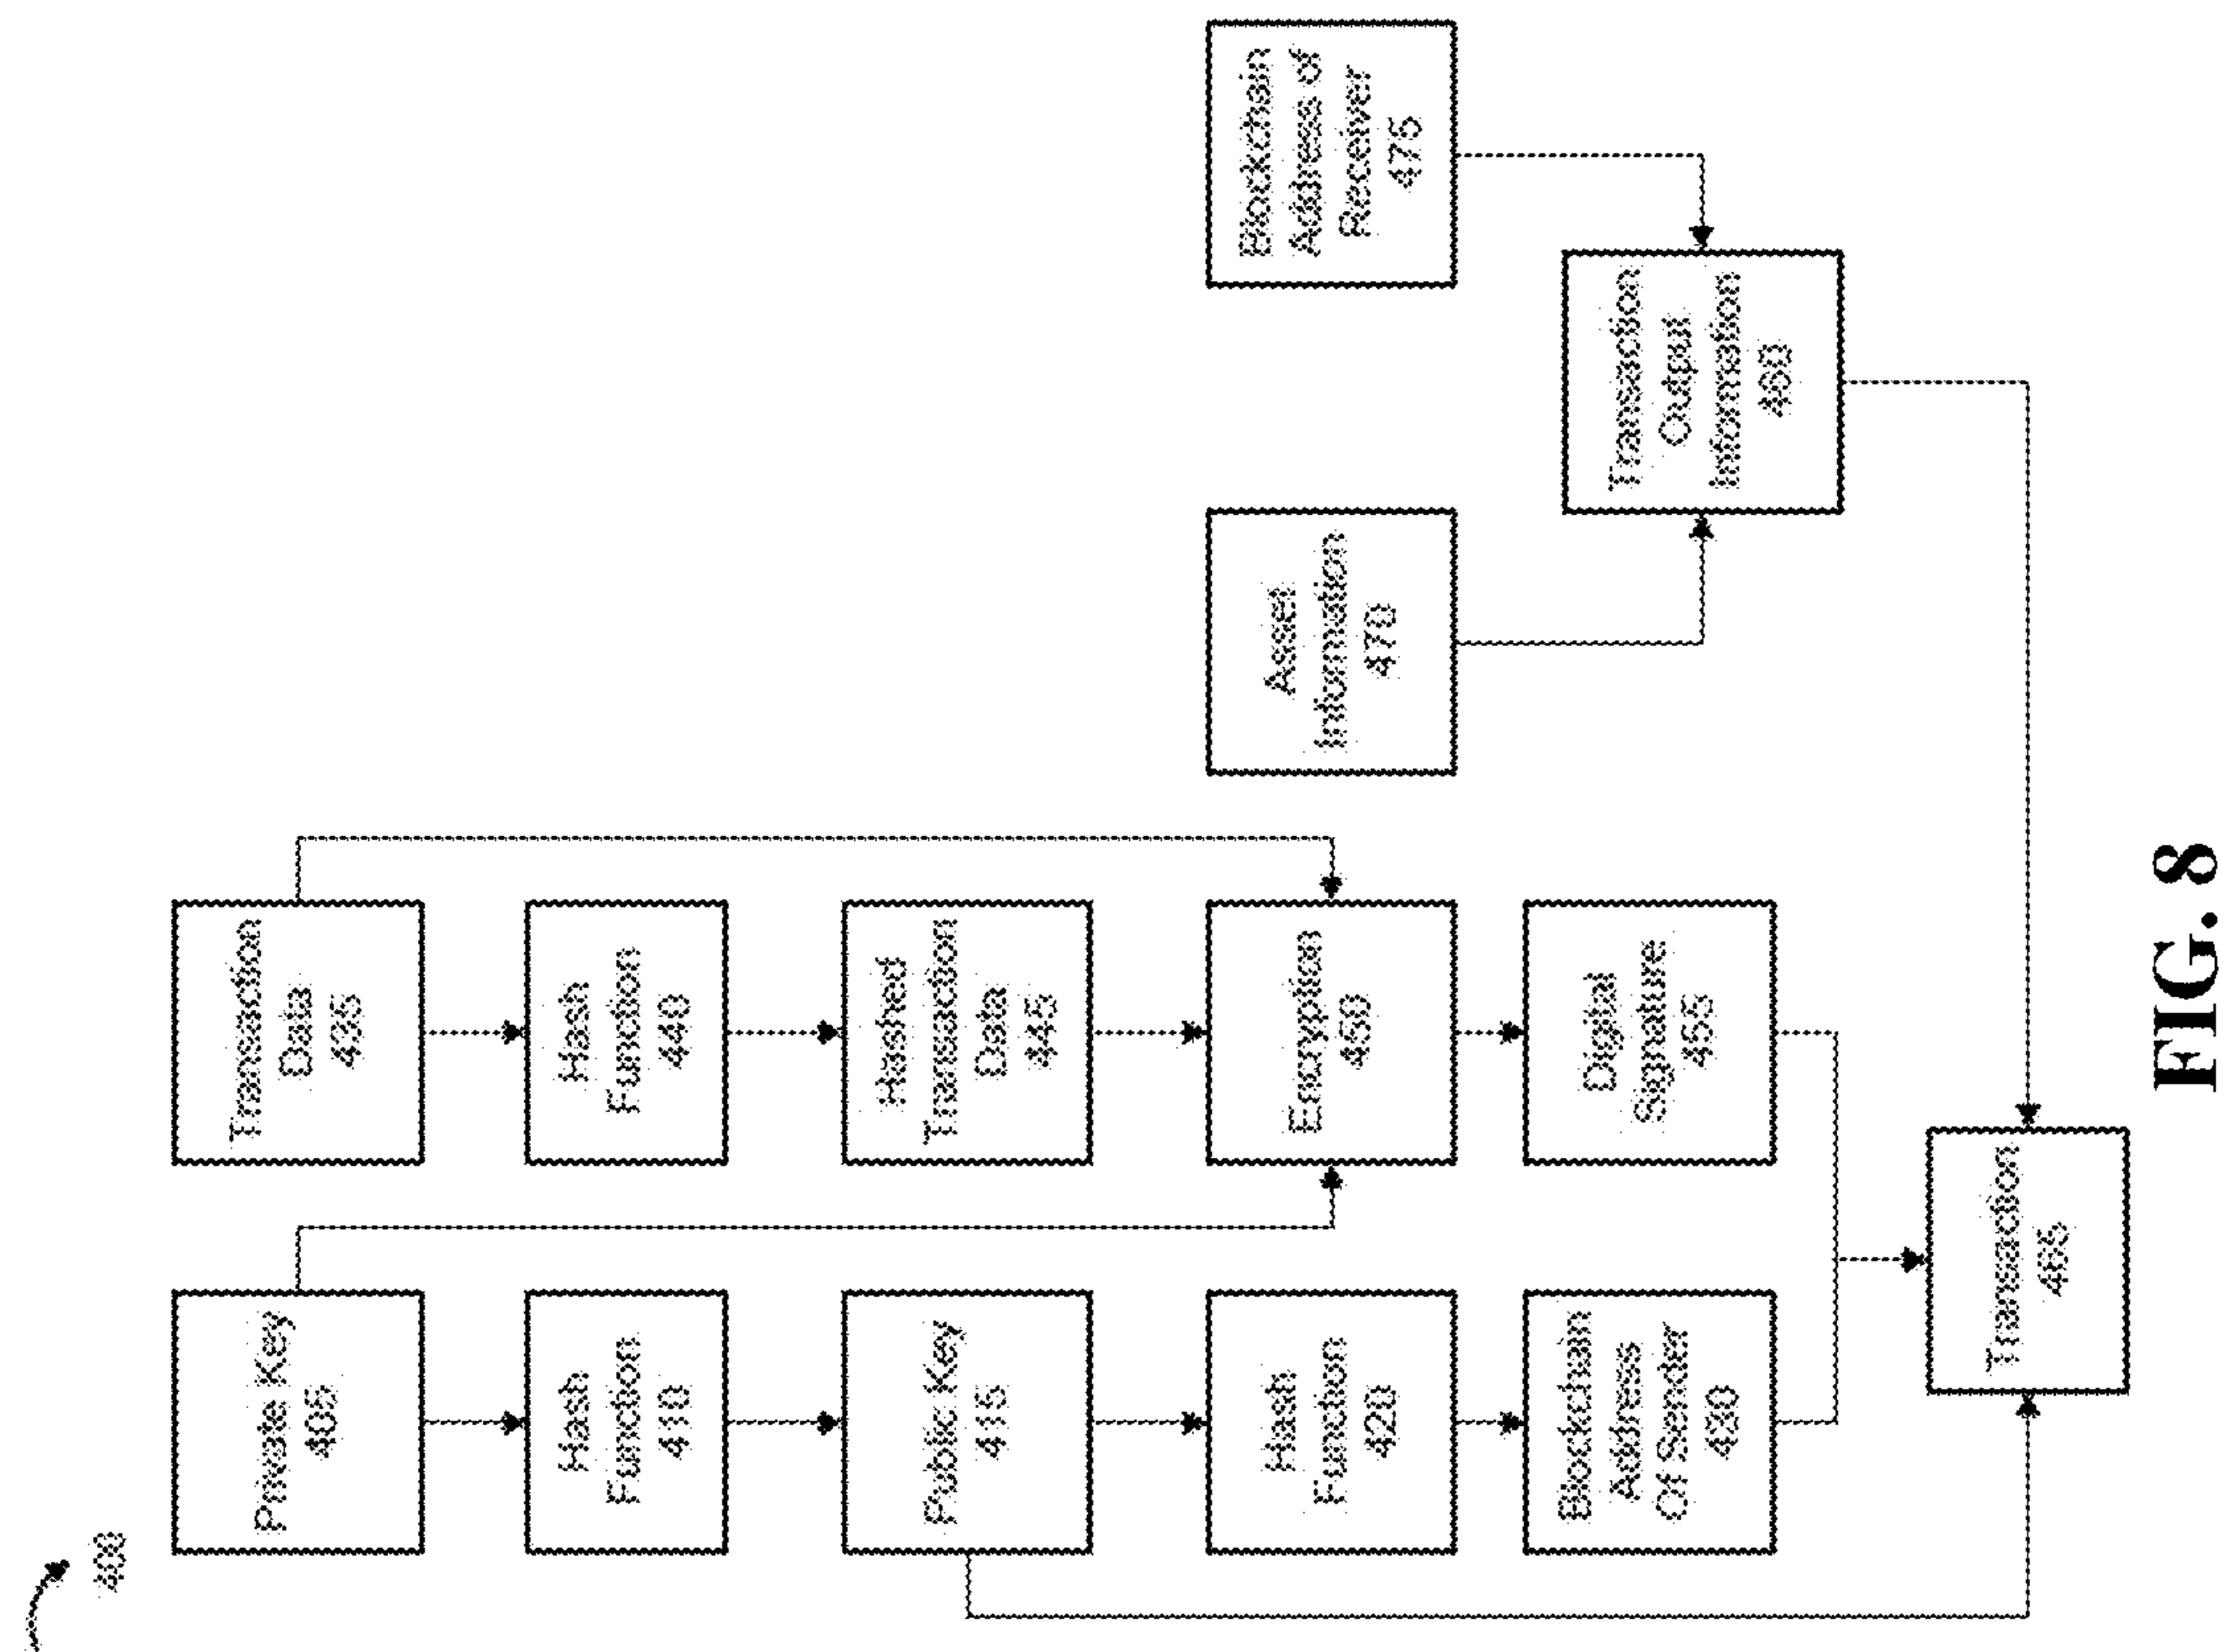 400
Private Key
405
Hash
Function
410
Public Key
415
Hash
Function
420
Blockchain
Address
Of Sender
430
Transaction
Data
435
Hash
Function
440
Hashed
Transaction
Data
445
Encryption
450
Digital
Signature
455
Asset
Information
470
Blockchain
Address of
Receiver
475
Transaction
Output
Information
460
Transaction
465
FIG. 8